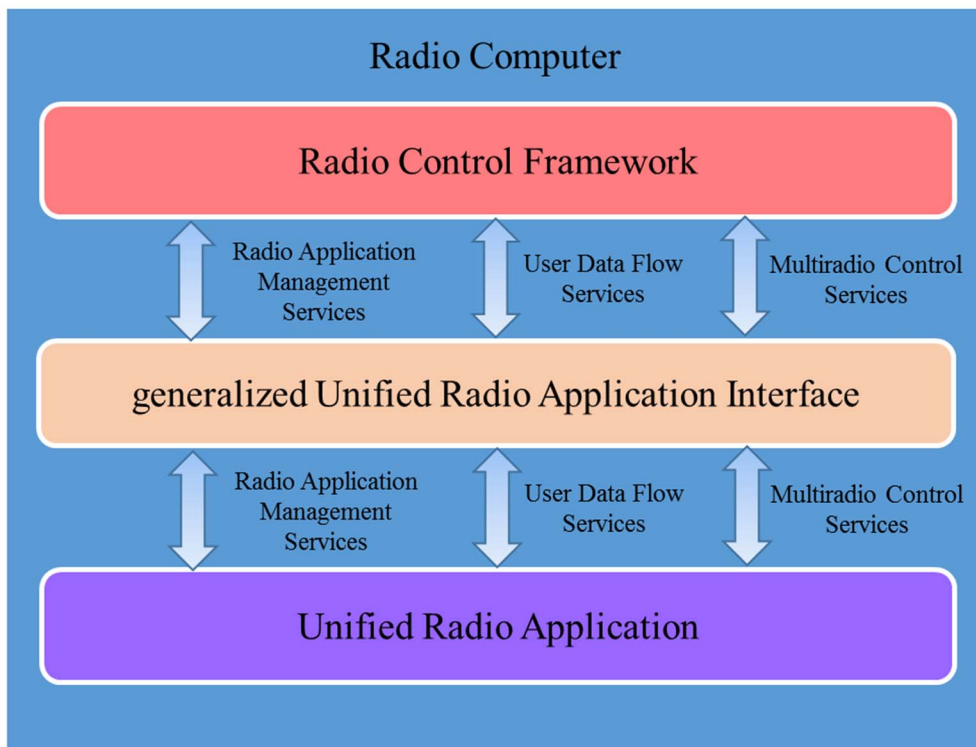 Radio Computer
Radio Control Framework
Radio Application
Management
Services
User Data Flow
Services
Multiradio Control
Services
generalized Unified Radio Application Interface
Radio Application
Management
Services
User Data Flow
Services
Multiradio Control
Services
Unified Radio Application